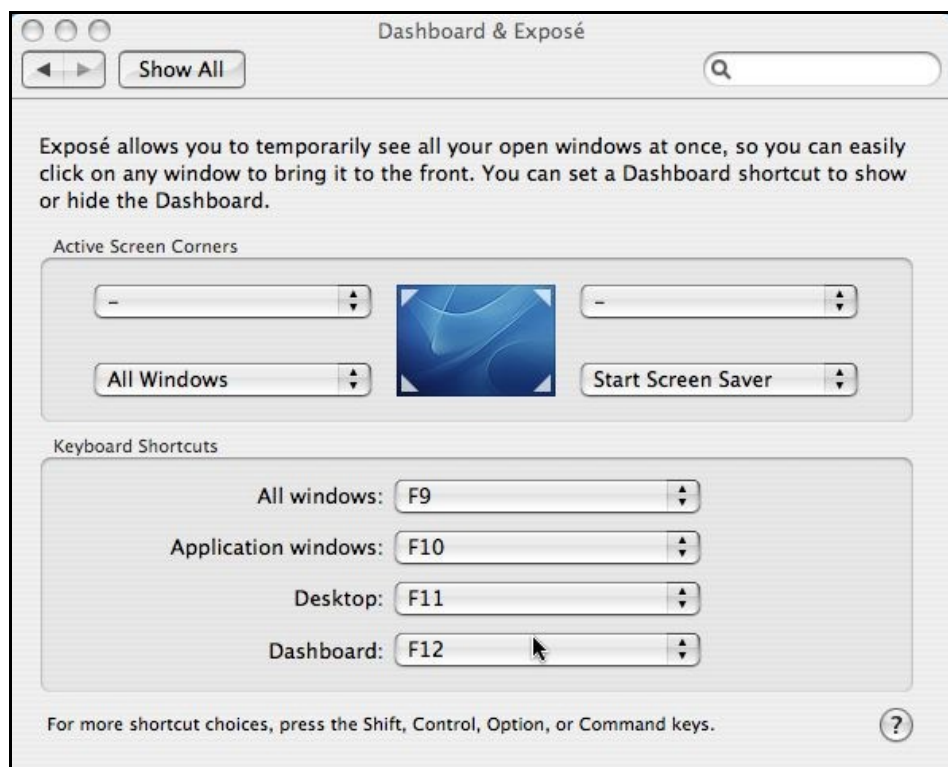 Dashboard & Exposé
Show All
Exposé allows you to temporarily see all your open windows at once, so you can easily
click on any window to bring it to the front. You can set a Dashboard shortcut to show
or hide the Dashboard.
Active Screen Corners
– –
All Windows Start Screen Saver
Keyboard Shortcuts
All windows: F9
Application windows: F10
Desktop: F11
Dashboard: F12
For more shortcut choices, press the Shift, Control, Option, or Command keys. ?